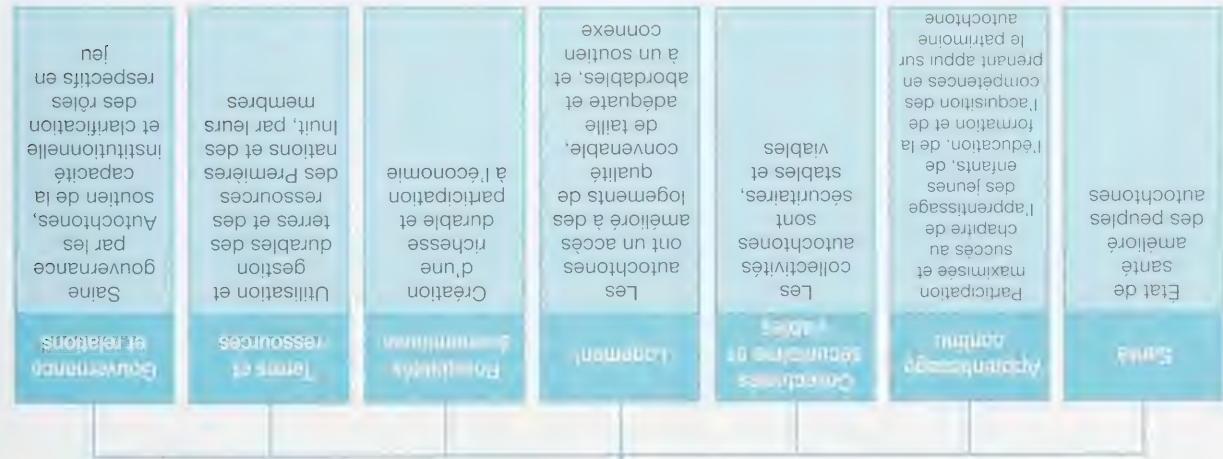 Santé
État de
santé
amélioré
des peuples
autochtones
Apprentissage
continu
Participation
maximisée et
succès au
chapitre de
l'apprentissage
des jeunes
enfants, de
l'éducation, de la
formation et de
l'acquisition des
compétences en
prenant appui sur
le patrimoine
autochtone
Collectivités
sécuritaires et
viables
Les
collectivités
autochtones
sont
sécuritaires,
stables et
viables
Logement
Les
autochtones
ont un accès
amélioré à des
logements de
qualité
convenable,
de taille
adéquate et
abordables, et
à un soutien
connexe
Possibilités
économiques
Création
d'une
richesse
durable et
participation
à l'économie
Terres et
ressources
Utilisation et
gestion
durables des
terres et des
ressources
des Premières
nations et des
Inuit, par leurs
membres
Gouvernance
et relations
Saine
gouvernance
par les
Autochtones,
soutien de la
capacité
institutionnelle
et clarification
des rôles
respectifs en
jeu